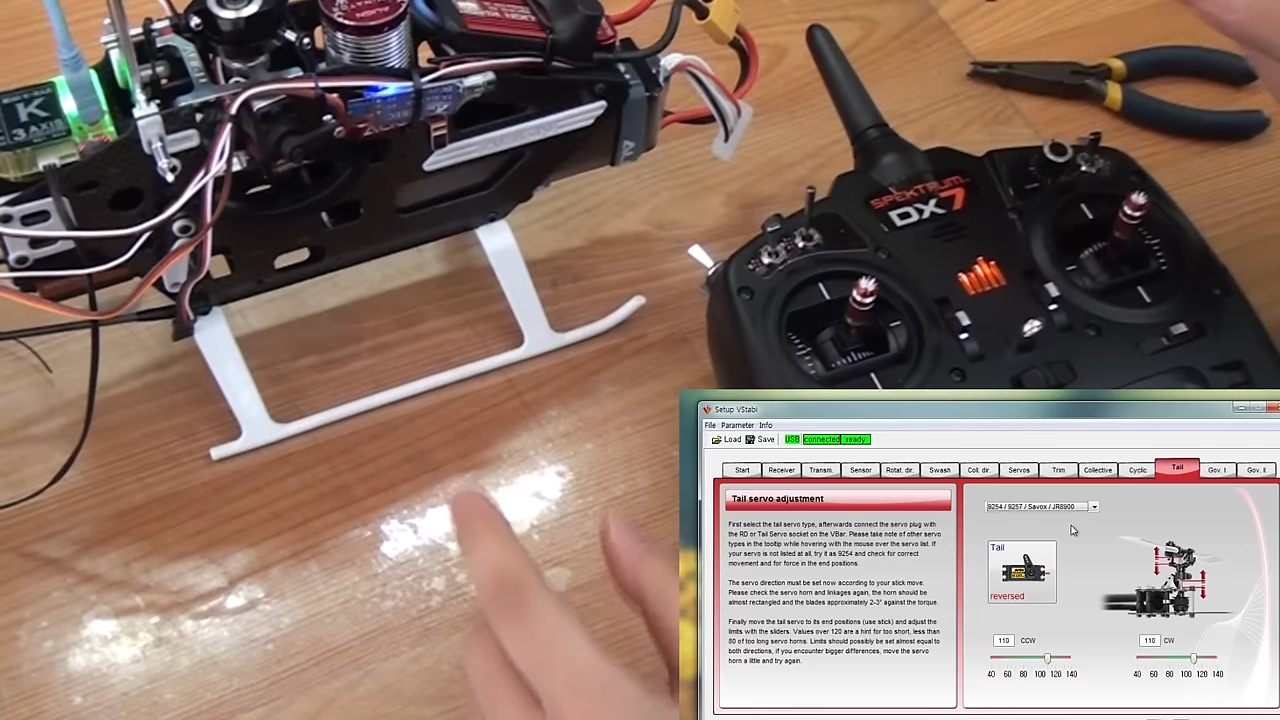 K
3 AXIS
ALIGN
SPEKTRUM
DX7
Setup VStabi
File Parameter Info
Load Save USB connected ready
Start Receiver Transm. Sensor Rotat. dir. Swash Coll. dir. Servos Trim Collective Cyclic Tail Gov. I Gov. II
Tail servo adjustment
First select the tail servo type, afterwards connect the servo plug with
the RD or Tail Servo socket on the VBar. Please take note of other servo
types in the tooltip while hovering with the mouse over the servo list. If
your servo is not listed at all, try it as 9254 and check for correct
movement and for force in the end positions.
The servo direction must be set now according to your stick move.
Please check the servo horn and linkages again, the horn should be
almost rectangled and the blades approximately 2-3° against the torque.
Finally move the tail servo to its end positions (use stick) and adjust the
limits with the sliders. Values over 120 are a hint for too short, less than
80 of too long servo horns. Limits should possibly be set almost equal to
both directions, if you encounter bigger differences, move the servo
horn a little and try again.
9254 / 9257 / Savox / JR8900
Tail
reversed
110 CCW
40 60 80 100 120 140
110 CW
40 60 80 100 120 140